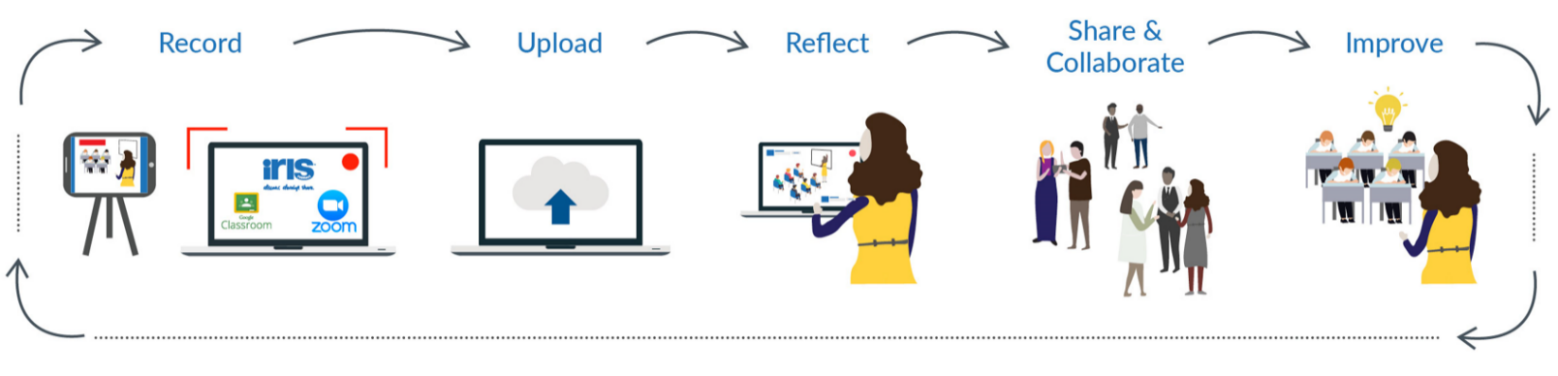 Record
Upload
Reflect
Share &
Collaborate
Improve
iris
Google
Classroom
zoom